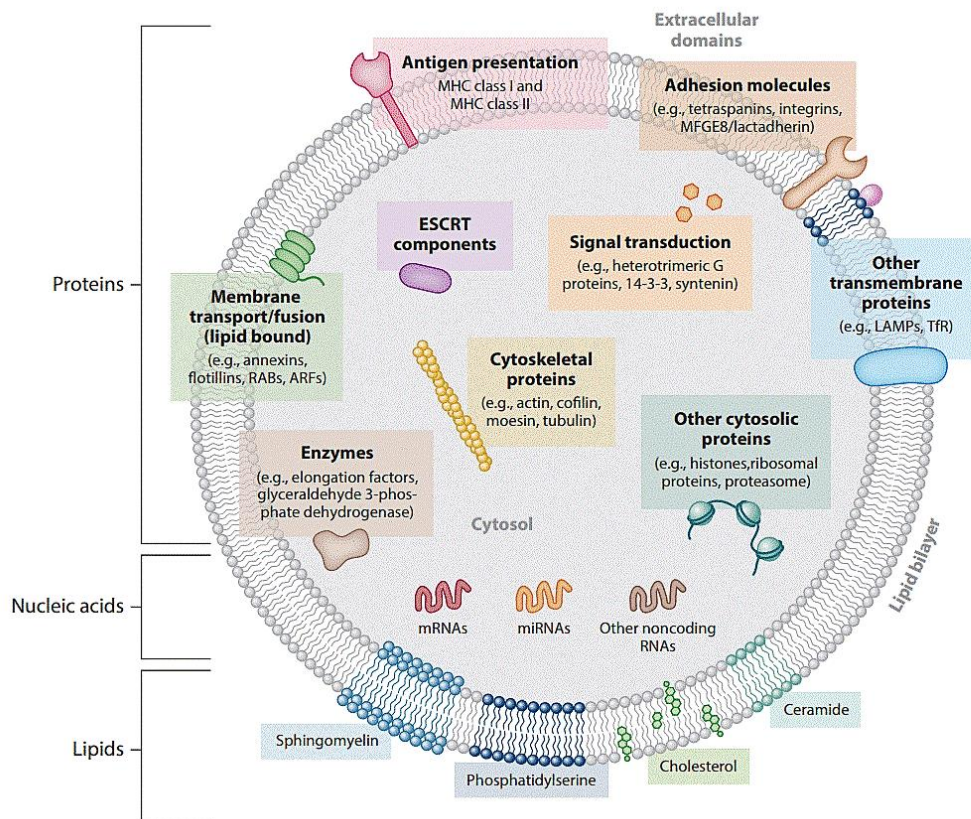 Extracellular
domains
Antigen presentation
MHC class I and
MHC class II
Adhesion molecules
(e.g., tetraspanins, integrins,
MFGE8/lactadherin)
ESCRT
components
Signal transduction
(e.g., heterotrimeric G
proteins, 14-3-3, syntenin)
Other
transmembrane
proteins
(e.g., LAMPs, TfR)
Proteins
Membrane
transport/fusion
(lipid bound)
(e.g., annexins,
flotillins, RABs, ARFs)
Cytoskeletal
proteins
(e.g., actin, cofilin,
moesin, tubulin)
Other cytosolic
proteins
(e.g., histones,ribosomal
proteins, proteasome)
Enzymes
(e.g., elongation factors,
glyceraldehyde 3-phos-
phate dehydrogenase)
Cytosol
Lipid bilayer
Nucleic acids
mRNAs
miRNAs
Other noncoding
RNAs
Lipids
Sphingomyelin
Phosphatidylserine
Cholesterol
Ceramide